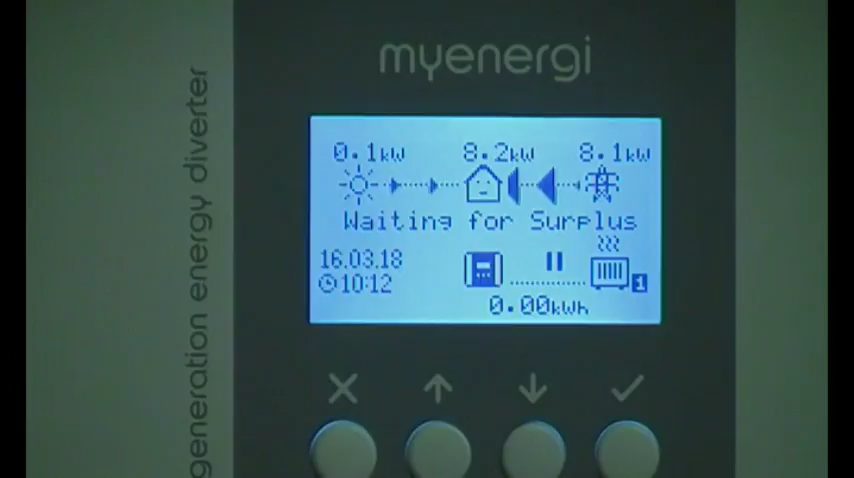 myenergi
generation energy diverter
0.1kW 8.2kW 8.1kW
Waiting for Surplus
16.03.18
10:12
1
0.00kWh